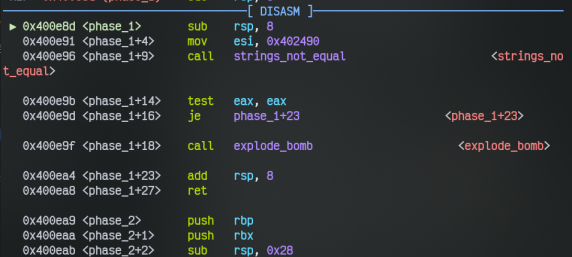 [ DISASM ]
► 0x400e8d <phase_1> sub rsp, 8
0x400e91 <phase_1+4> mov esi, 0x402490
0x400e96 <phase_1+9> call strings_not_equal <strings_no
t_equal>
0x400e9b <phase_1+14> test eax, eax
0x400e9d <phase_1+16> je phase_1+23 <phase_1+23>
0x400e9f <phase_1+18> call explode_bomb <explode_bomb>
0x400ea4 <phase_1+23> add rsp, 8
0x400ea8 <phase_1+27> ret
0x400ea9 <phase_2> push rbp
0x400eaa <phase_2+1> push rbx
0x400eab <phase_2+2> sub rsp, 0x28